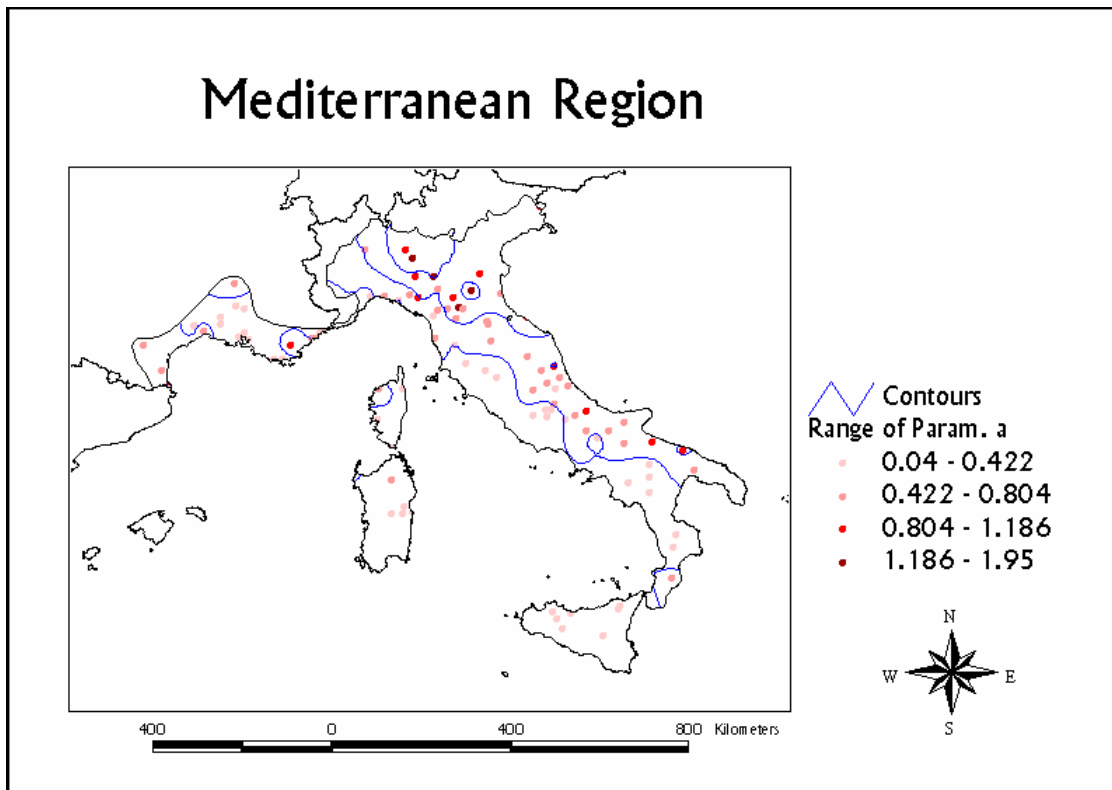 Mediterranean Region
Contours
Range of Param. a
0.04 - 0.422
0.422 - 0.804
0.804 - 1.186
1.186 - 1.95
N
W E
S
400 0 400 800 Kilometers